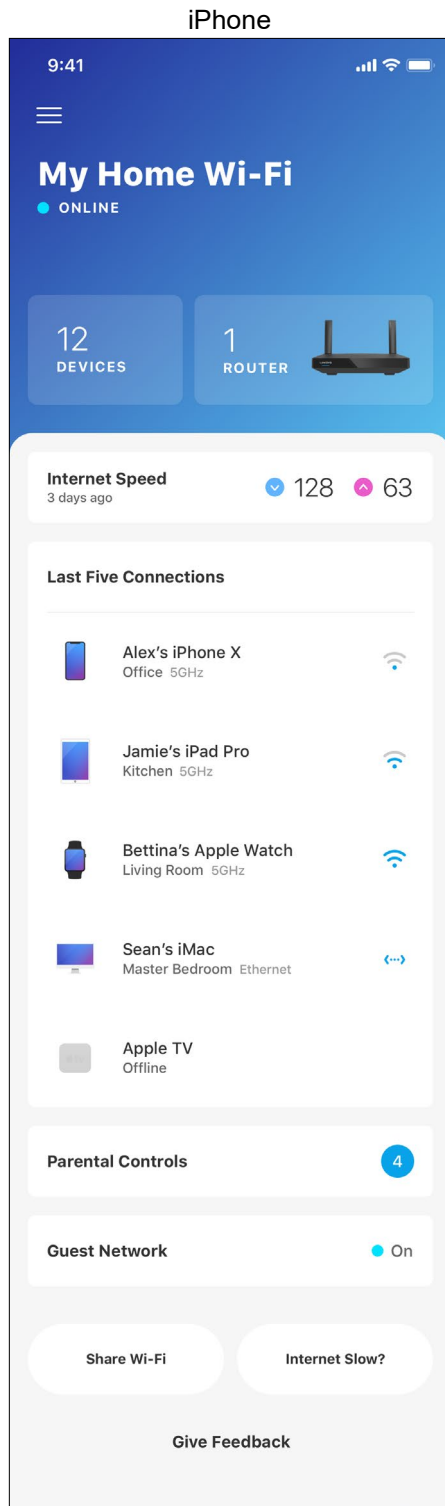 iPhone
9:41
My Home Wi-Fi
ONLINE
12
DEVICES
1
ROUTER
Internet Speed
3 days ago
128 63
Last Five Connections
Alex's iPhone X
Office 5GHz
Jamie's iPad Pro
Kitchen 5GHz
Bettina's Apple Watch
Living Room 5GHz
Sean's iMac
Master Bedroom Ethernet
Apple TV
Offline
Parental Controls 4
Guest Network On
Share Wi-Fi Internet Slow?
Give Feedback